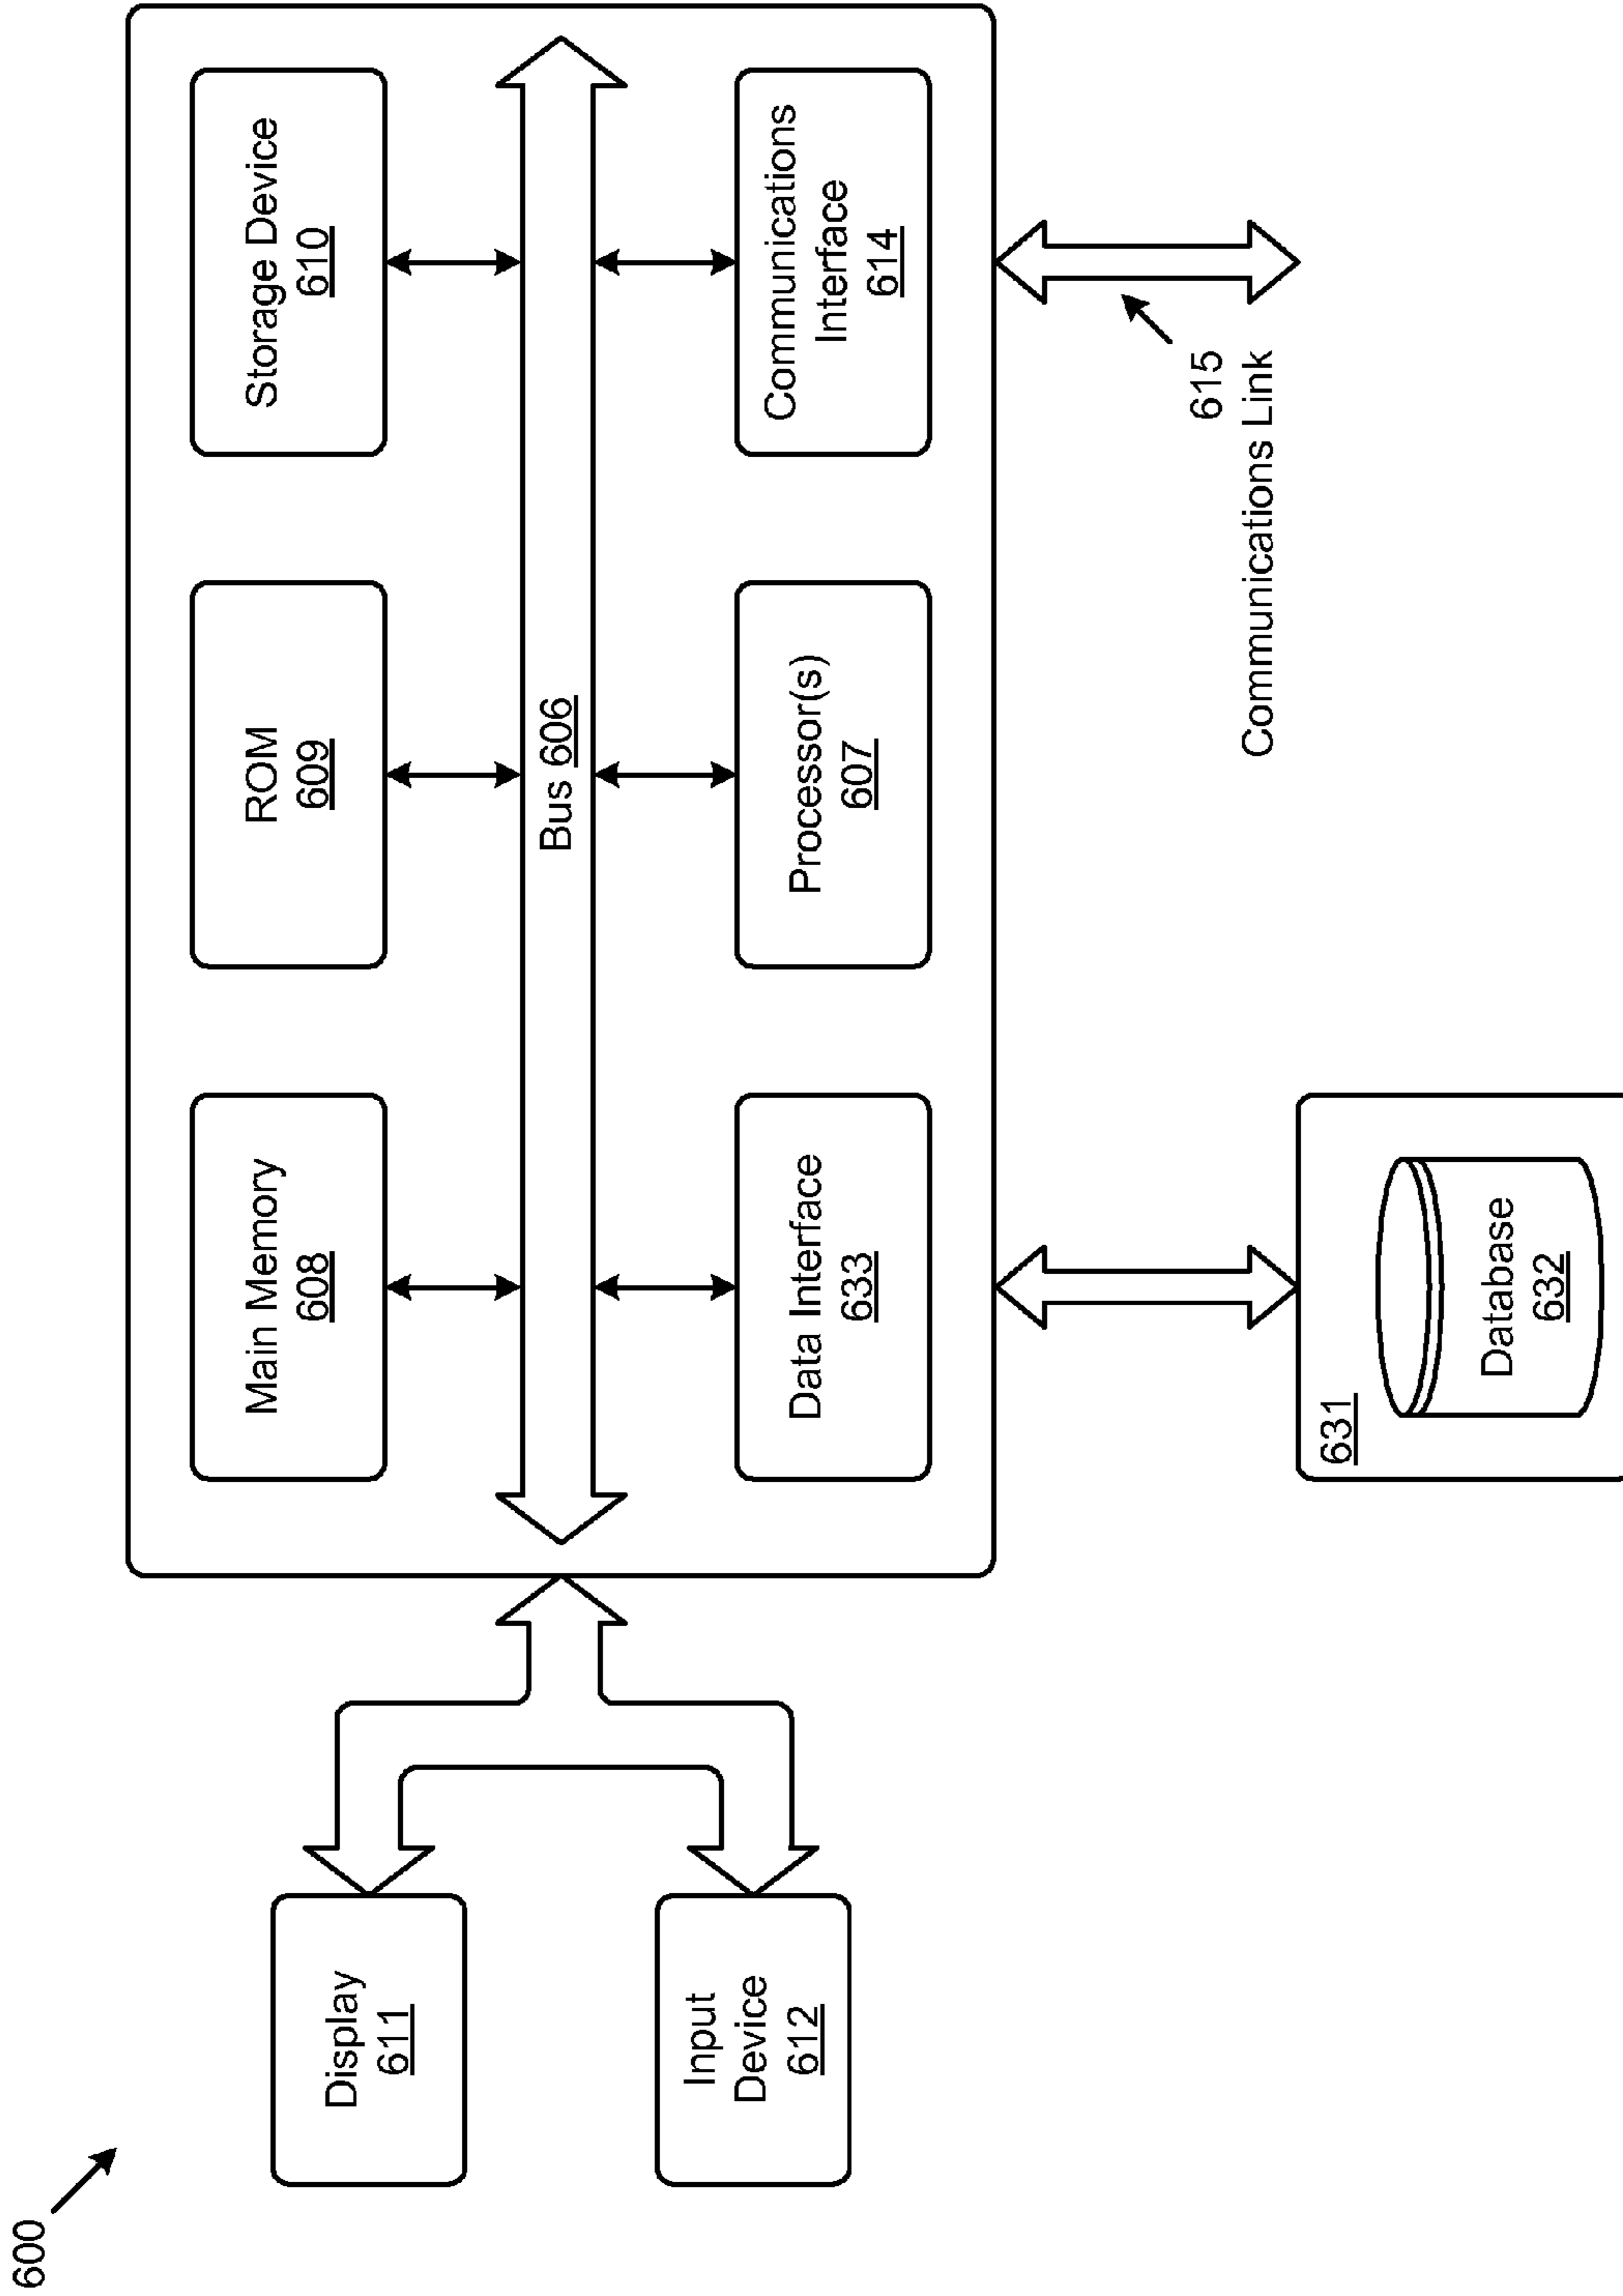 600
Main Memory
608
ROM
609
Storage Device
610
Display
611
Bus 606
Input
Device
612
Data Interface
633
Processor(s)
607
Communications
Interface
614
615
Communications Link
631
Database
632